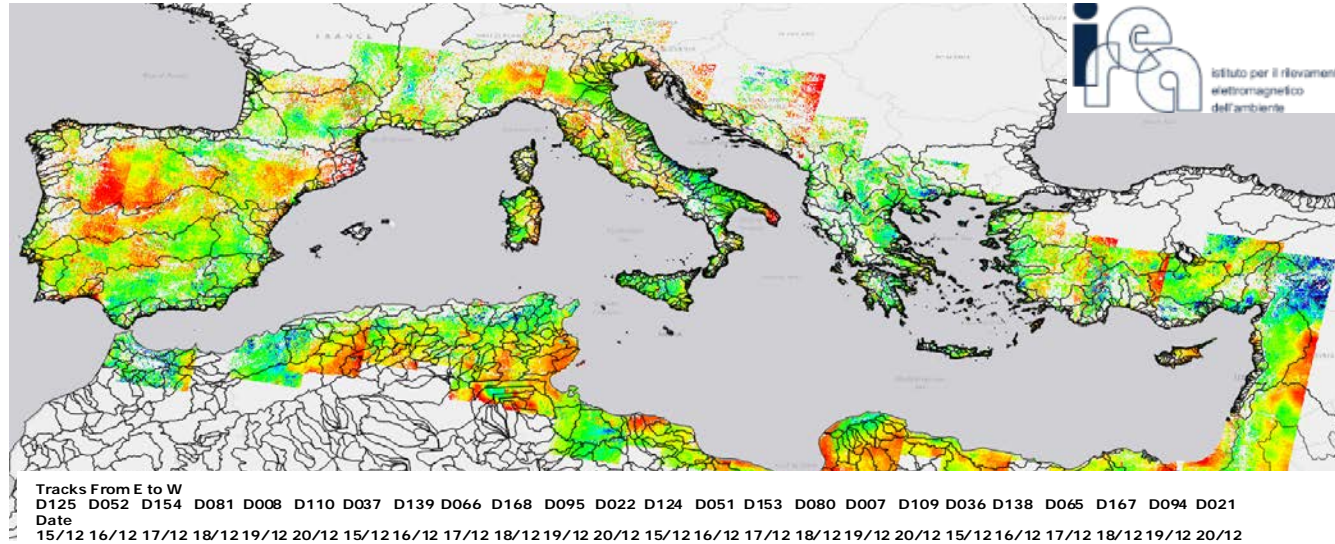 FRANCE
irea
istituto per il rilevamen
elettromagnetico
dell'ambiente
Tracks From E to W
D125 D052 D154 D081 D008 D110 D037 D139 D066 D168 D095 D022 D124 D051 D153 D080 D007 D109 D036 D138 D065 D167 D094 D021
Date
15/12 16/12 17/12 18/12 19/12 20/12 15/12 16/12 17/12 18/12 19/12 20/12 15/12 16/12 17/12 18/12 19/12 20/12 15/12 16/12 17/12 18/12 19/12 20/12